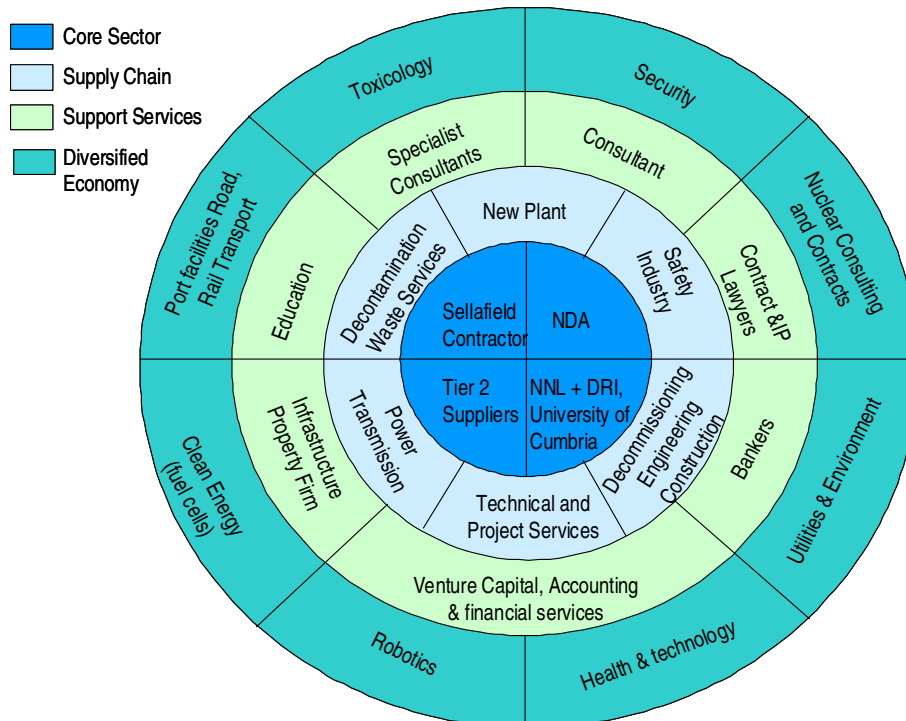 Core Sector
Supply Chain
Support Services
Diversified
Economy
Toxicology
Security
Port facilities Road,
Rail Transport
Nuclear Consulting
and Contracts
Clean Energy
(fuel cells)
Utilities & Environment
Robotics
Health & technology
Specialist
Consultants
Consultant
Education
Contract &IP
Lawyers
Infrastructure
Property Firm
Bankers
Venture Capital, Accounting
& financial services
New Plant
Decontamination
Waste Services
Safety
Industry
Power
Transmission
Decommissioning
Engineering
Construction
Technical and
Project Services
Sellafield
Contractor
NDA
Tier 2
Suppliers
NNL + DRI,
University of
Cumbria